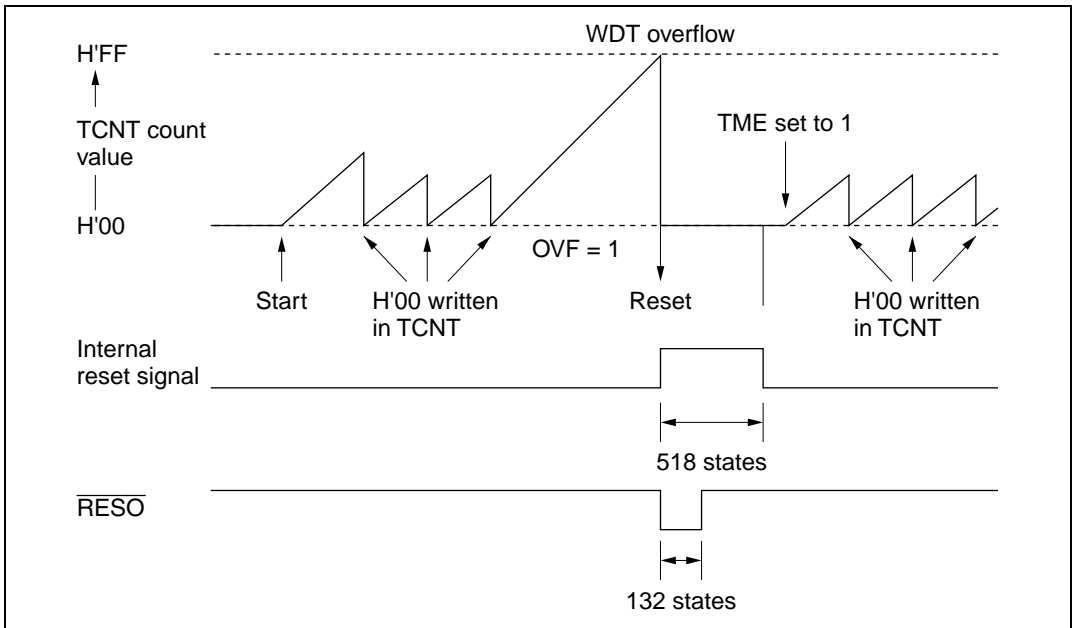 WDT overflow
H'FF
TCNT count
value
TME set to 1
H'00
OVF = 1
Start
H'00 written
in TCNT
Reset
H'00 written
in TCNT
Internal
reset signal
518 states
RESO
132 states